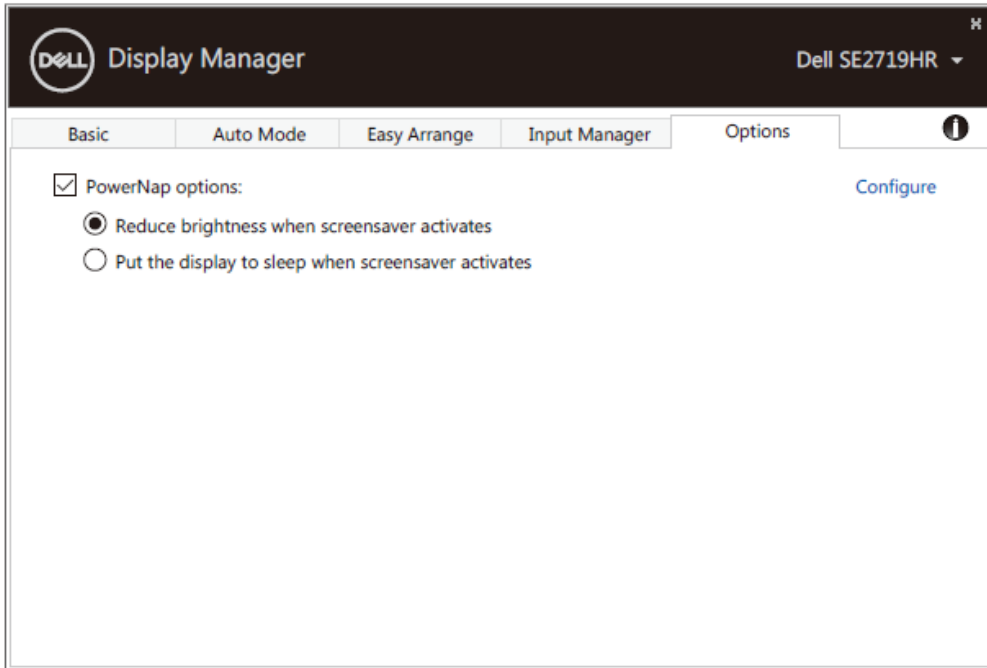 DELL Display Manager Dell SE2719HR
Basic Auto Mode Easy Arrange Input Manager Options
PowerNap options: Configure
Reduce brightness when screensaver activates
Put the display to sleep when screensaver activates